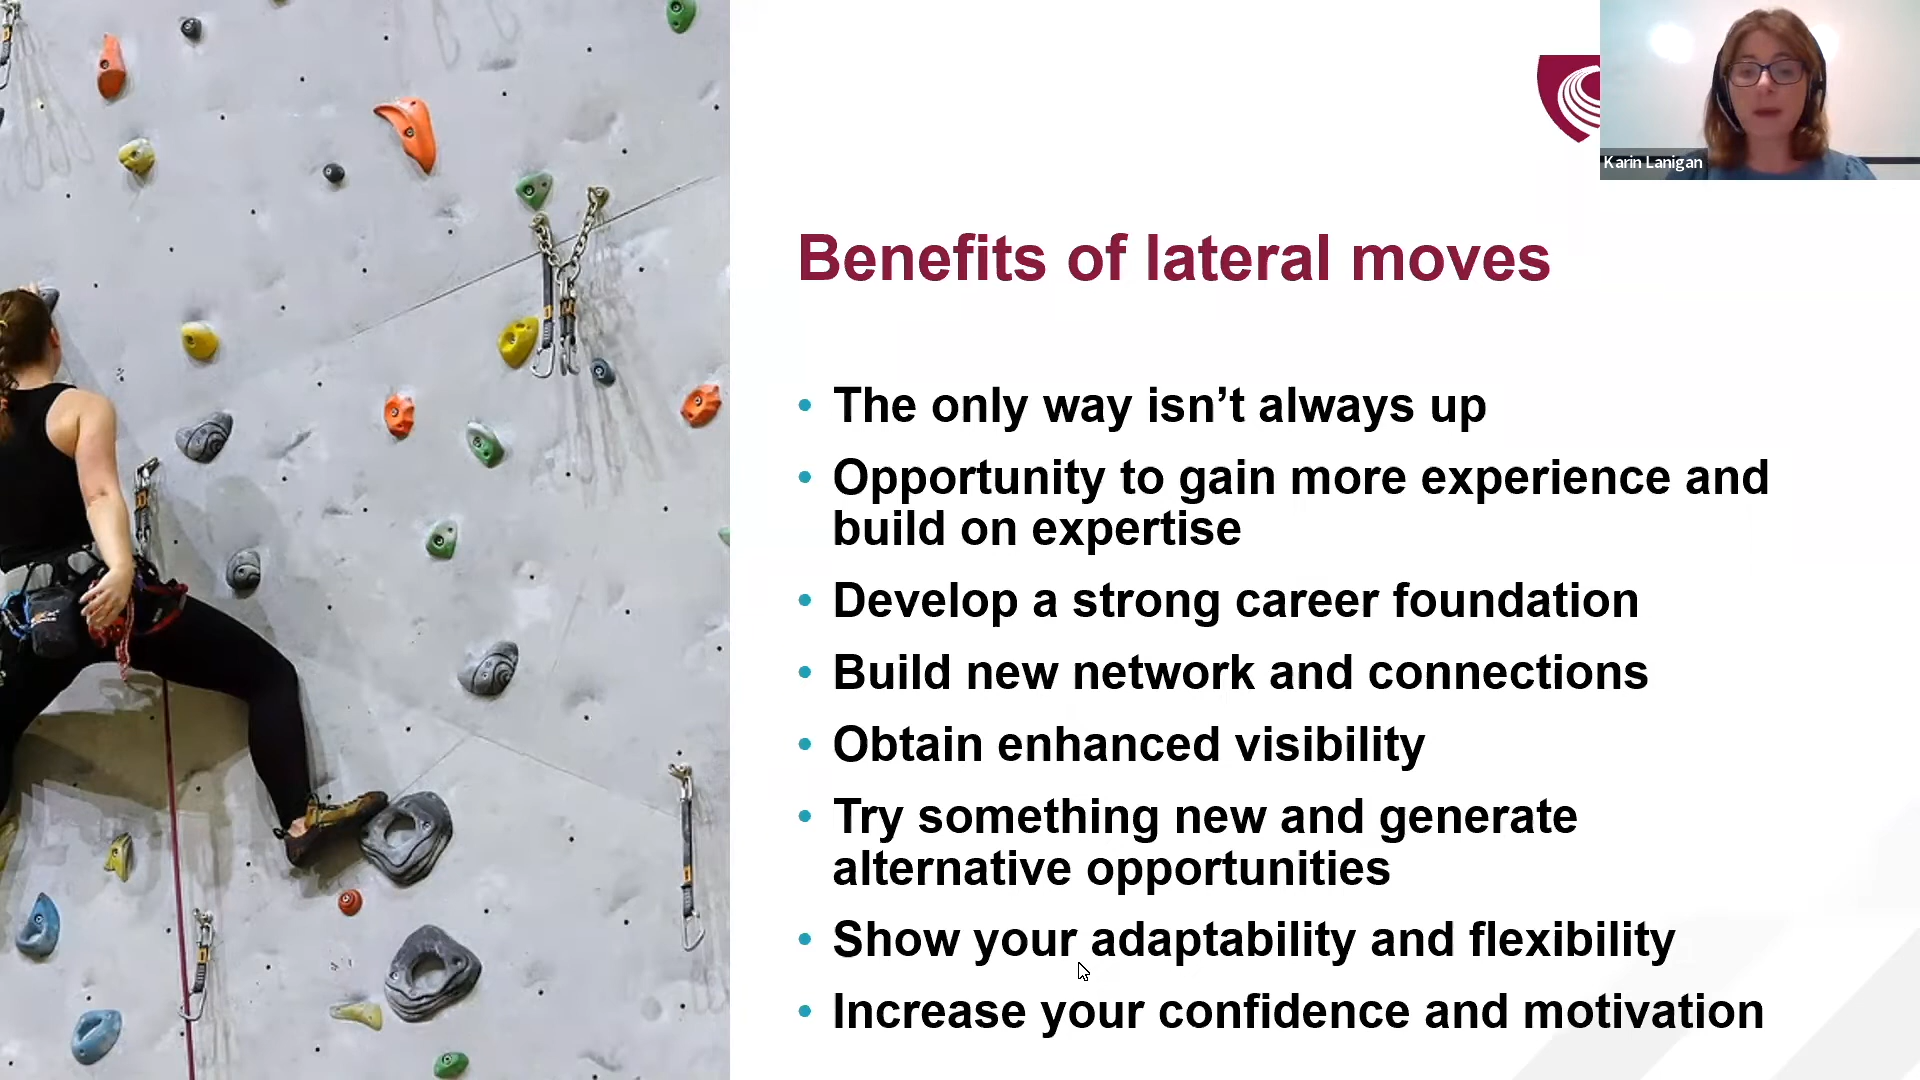 Karin Lanigan
Benefits of lateral moves
• The only way isn’t always up
• Opportunity to gain more experience and
build on expertise
• Develop a strong career foundation
• Build new network and connections
• Obtain enhanced visibility
• Try something new and generate
alternative opportunities
• Show your adaptability and flexibility
• Increase your confidence and motivation